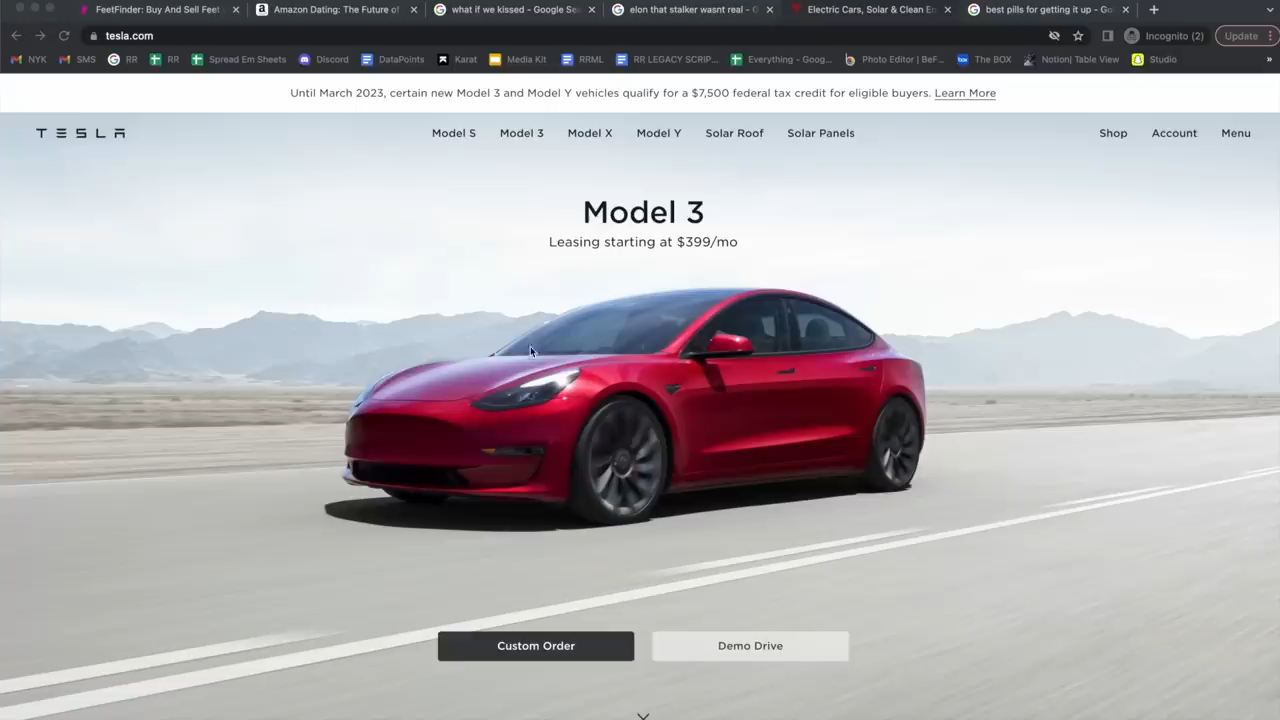 FeetFinder: Buy And Sell Feet
Amazon Dating: The Future of
what if we kissed - Google Se
elon that stalker wasnt real - G
Electric Cars, Solar & Clean En
best pills for getting it up - Go
tesla.com
Incognito (2)
Update
NYK
SMS
RR
RR
Spread Em Sheets
Discord
DataPoints
Karat
Media Kit
RRML
RR LEGACY SCRIP...
Everything - Goog...
Photo Editor | BeF...
The BOX
Notion| Table View
Studio
Until March 2023, certain new Model 3 and Model Y vehicles qualify for a $7,500 federal tax credit for eligible buyers. Learn More
TESLA
Model S
Model 3
Model X
Model Y
Solar Roof
Solar Panels
Shop
Account
Menu
Model 3
Leasing starting at $399/mo
Custom Order
Demo Drive